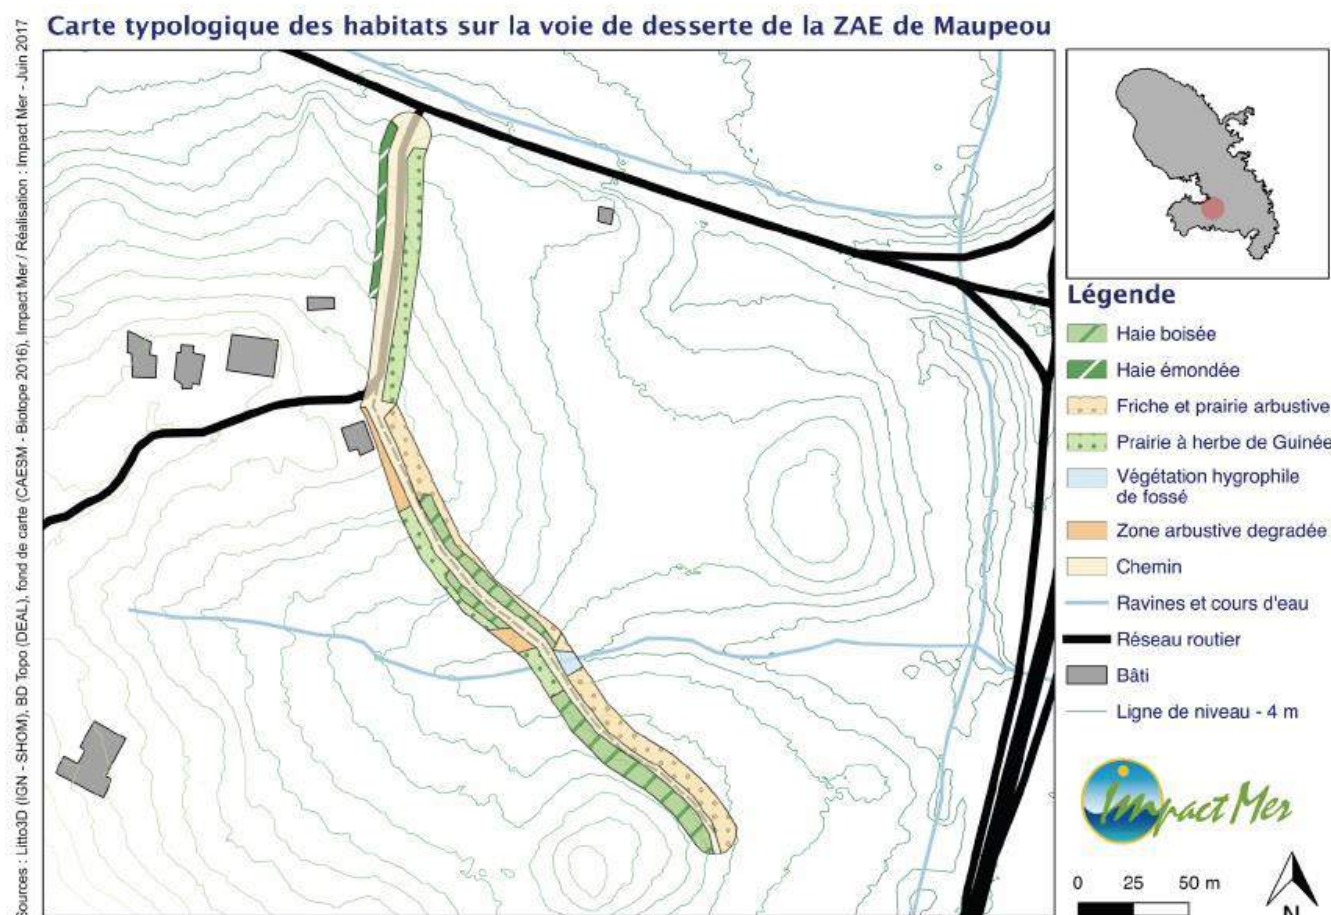 Carte typologique des habitats sur la voie de desserte de la ZAE de Maupeou
Sources : Litto3D (IGN - SHOM), BD Topo (DEAL), fond de carte (CAESM - Biotope 2016), Impact Mer / Réalisation : Impact Mer - Juin 2017
Légende
Haie boisée
Haie émondée
Friche et prairie arbustive
Prairie à herbe de Guinée
Végétation hygrophile
de fossé
Zone arbustive degradée
Chemin
Ravines et cours d'eau
Réseau routier
Bâti
Ligne de niveau - 4 m
Impact Mer
0 25 50 m
N